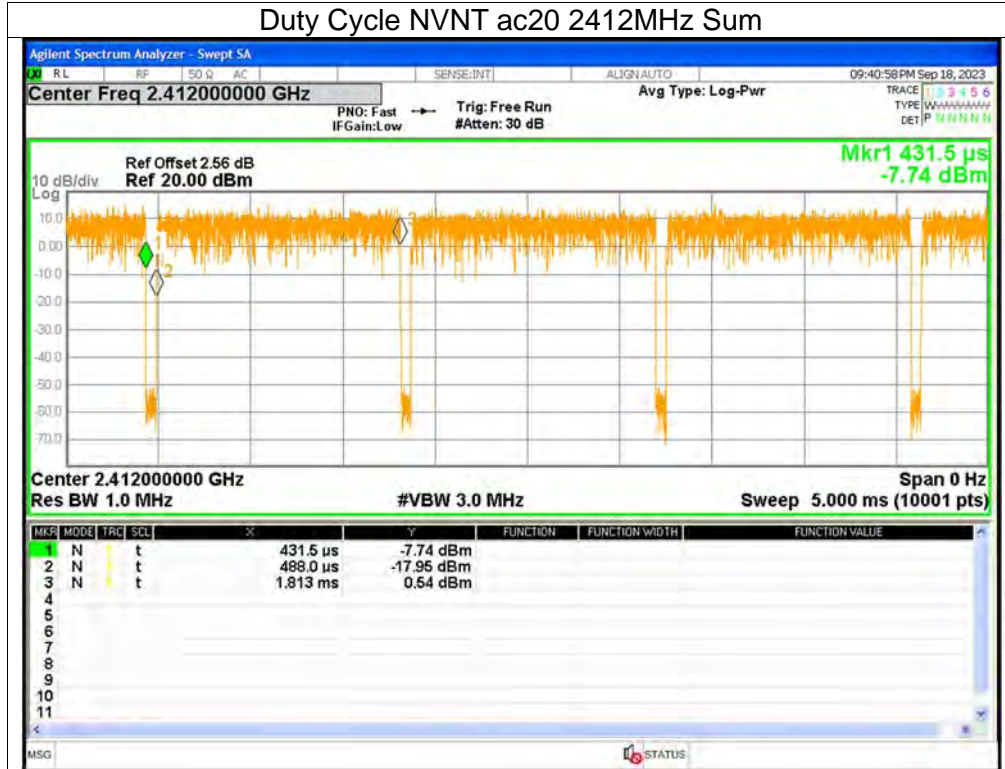 Duty Cycle NVNT ac20 2412MHz Sum
Agilent Spectrum Analyzer - Swept SA
RL RF 50 Ω AC SENSE:INT ALIGN AUTO 09:40:58 PM Sep 18, 2023
Center Freq 2.412000000 GHz Avg Type: Log-Pwr TRACE 1 2 3 4 5 6
PNO: Fast Trig: Free Run TYPE W
IFGain:Low #Atten: 30 dB DET P N N N N N
Mkr1 431.5 µs
-7.74 dBm
Ref Offset 2.56 dB
10 dB/div Ref 20.00 dBm
Log
10.0
0.00
-10.0
-20.0
-30.0
-40.0
-50.0
-60.0
-70.0
1
2
3
Center 2.412000000 GHz Span 0 Hz
Res BW 1.0 MHz #VBW 3.0 MHz Sweep 5.000 ms (10001 pts)
MKR MODE TRC SCL X Y FUNCTION FUNCTION WIDTH FUNCTION VALUE
1 N 1 t 431.5 µs -7.74 dBm
2 N 1 t 488.0 µs -17.95 dBm
3 N 1 t 1.813 ms 0.54 dBm
4
5
6
7
8
9
10
11
MSG STATUS